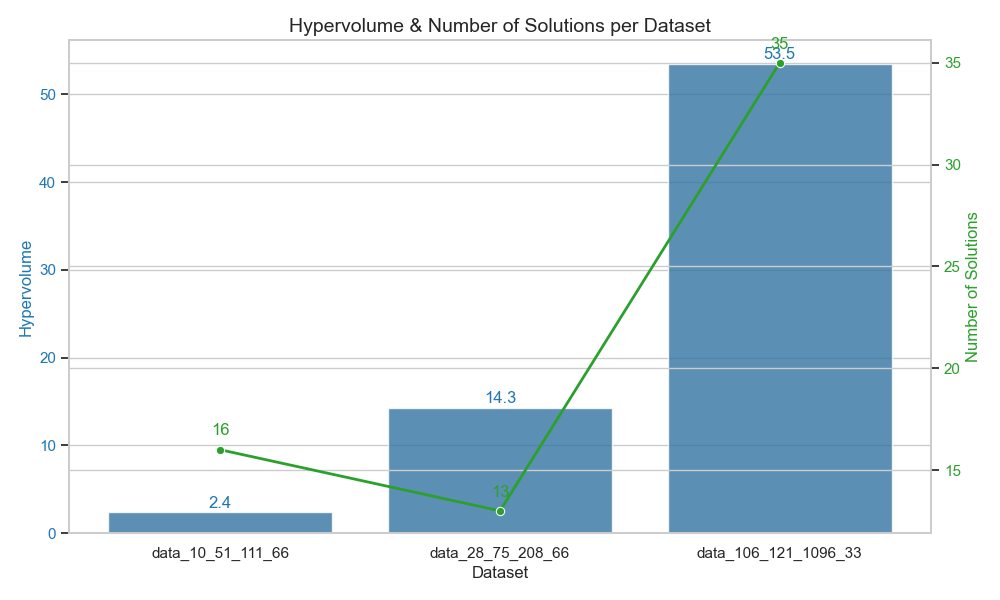 Hypervolume & Number of Solutions per Dataset
35
53.5
35
50
30
40
Hypervolume
Number of Solutions
30
25
20
20
14.3
16
10
15
13
2.4
0
data_10_51_111_66
data_28_75_208_66
data_106_121_1096_33
Dataset